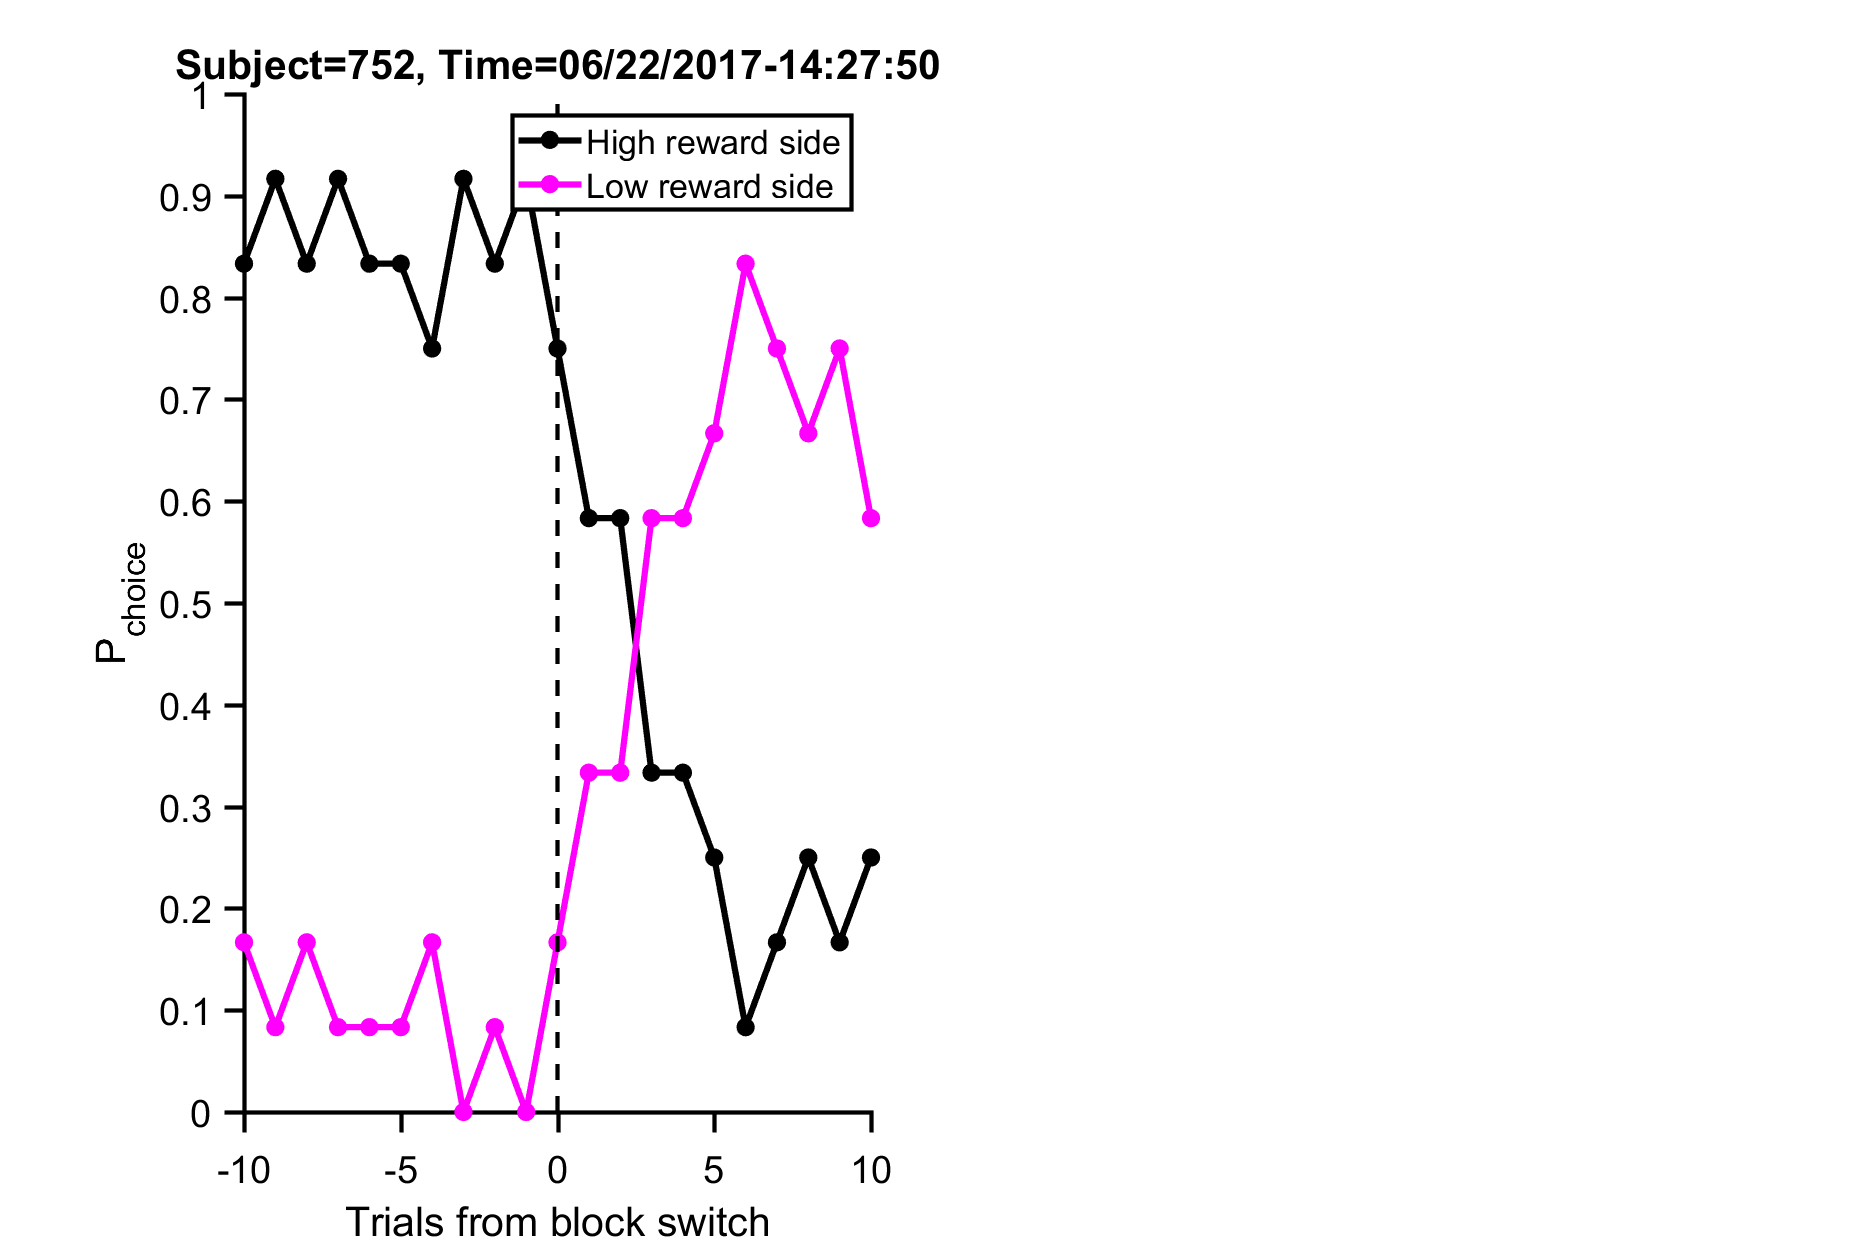 Subject=752, Time=06/22/2017-14:27:50
1
0.9
0.8
0.7
0.6
0.5
0.4
0.3
0.2
0.1
0
High reward side
Low reward side
Pchoice
-10 -5 0 5 10
Trials from block switch